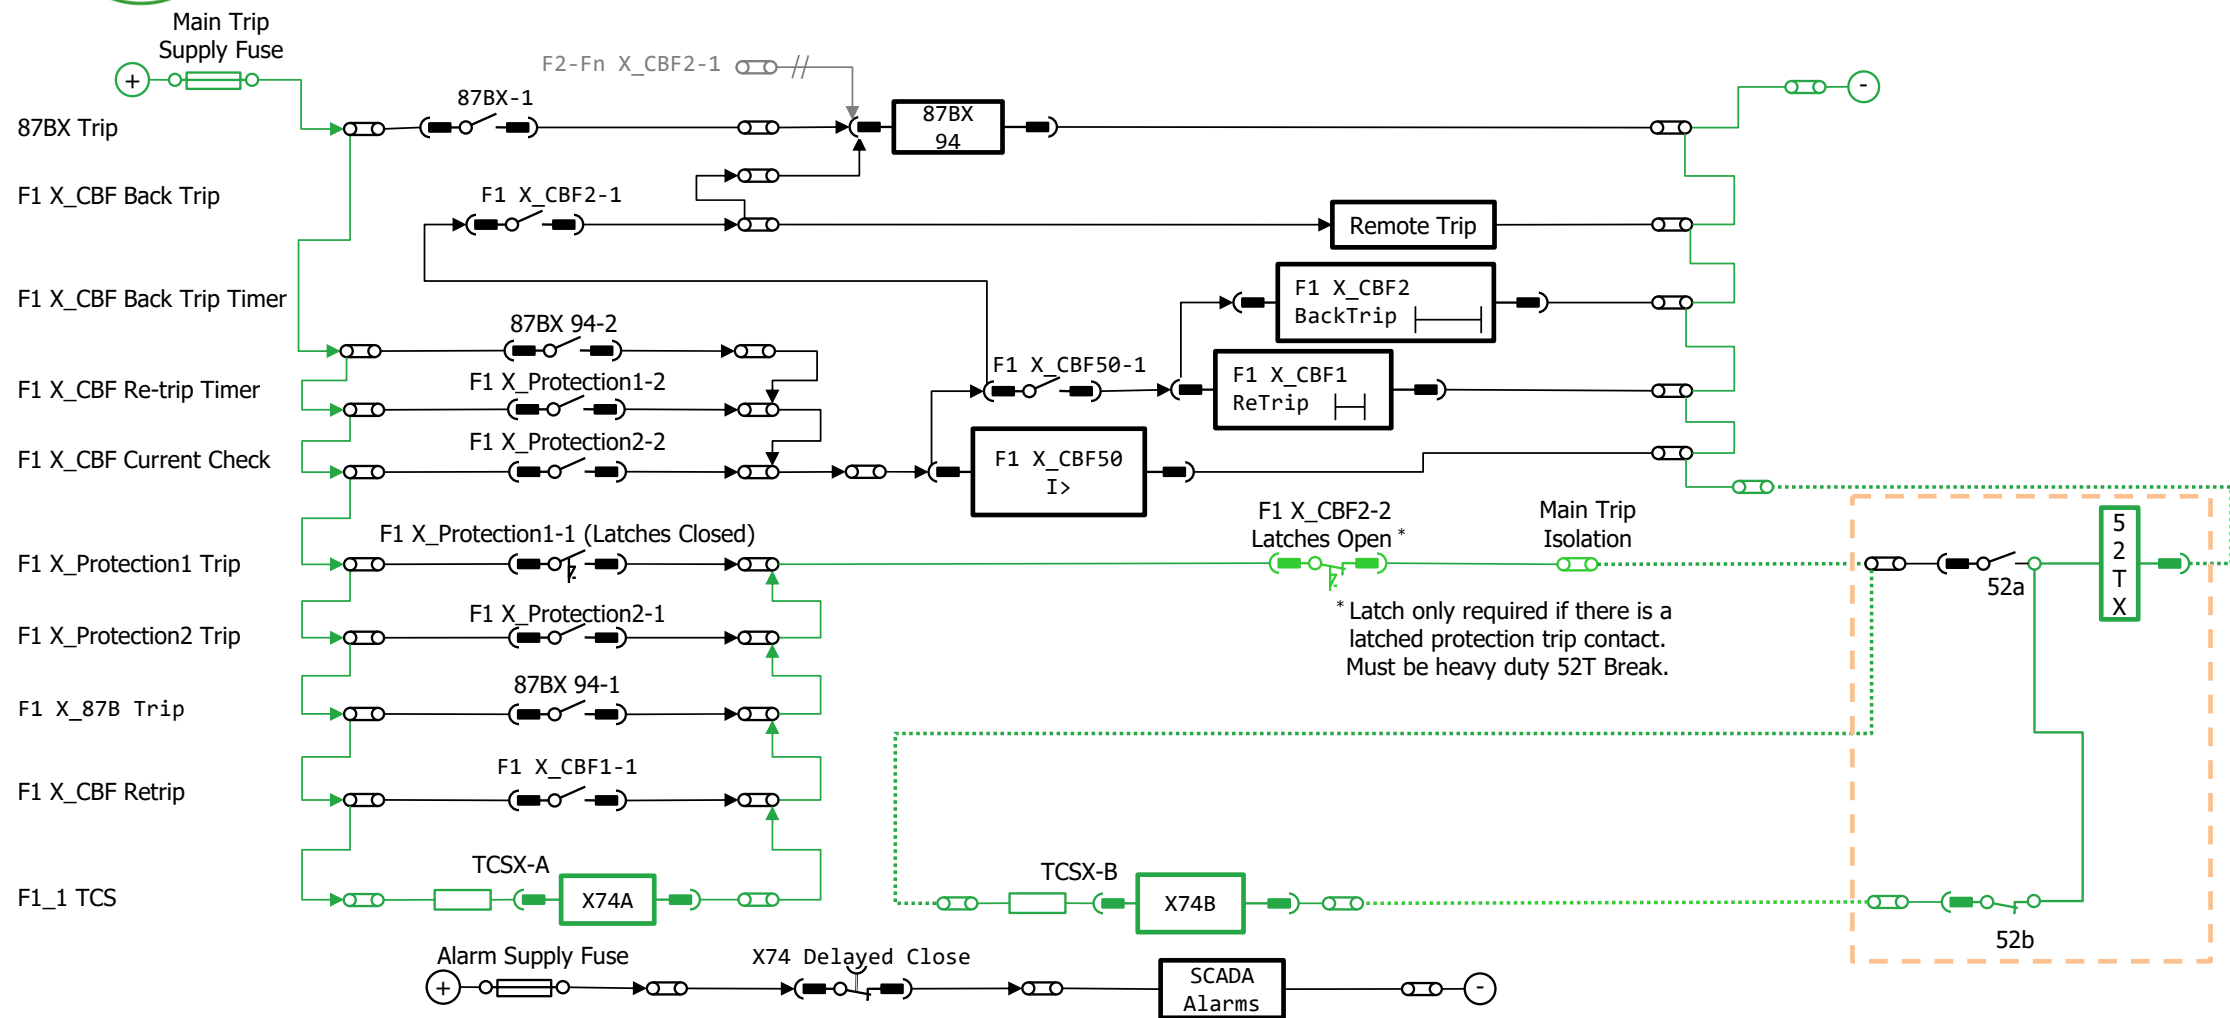 Main Trip
Supply Fuse
+
F2-Fn X_CBF2-1
-
87BX Trip
87BX-1
87BX
94
F1 X_CBF Back Trip
F1 X_CBF2-1
Remote Trip
F1 X_CBF Back Trip Timer
F1 X_CBF2
BackTrip
87BX 94-2
F1 X_CBF Re-trip Timer
F1 X_Protection1-2
F1 X_CBF50-1
F1 X_CBF1
ReTrip
F1 X_CBF Current Check
F1 X_Protection2-2
F1 X_CBF50
I>
F1 X_Protection1 Trip
F1 X_Protection1-1 (Latches Closed)
F1 X_CBF2-2
Latches Open *
Main Trip
Isolation
52a
5
2
T
X
* Latch only required if there is a
latched protection trip contact.
Must be heavy duty 52T Break.
F1 X_Protection2 Trip
F1 X_Protection2-1
F1 X_87B Trip
87BX 94-1
F1 X_CBF Retrip
F1 X_CBF1-1
F1_1 TCS
TCSX-A
X74A
TCSX-B
X74B
52b
Alarm Supply Fuse
+
X74 Delayed Close
SCADA
Alarms
-